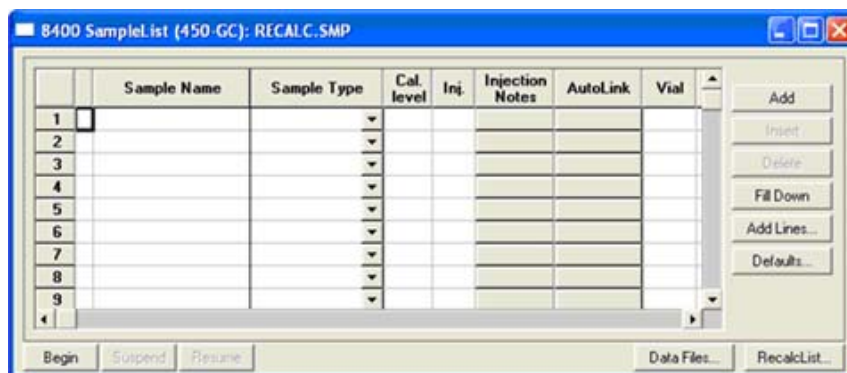 8400 SampleList (450-GC): RECALC.SMP
Sample Name Sample Type Cal. level Inj. Injection Notes AutoLink Vial
1
2
3
4
5
6
7
8
9
Add
Insert
Delete
Fill Down
Add Lines...
Defaults...
Begin Suspend Resume Data Files... RecalcList...